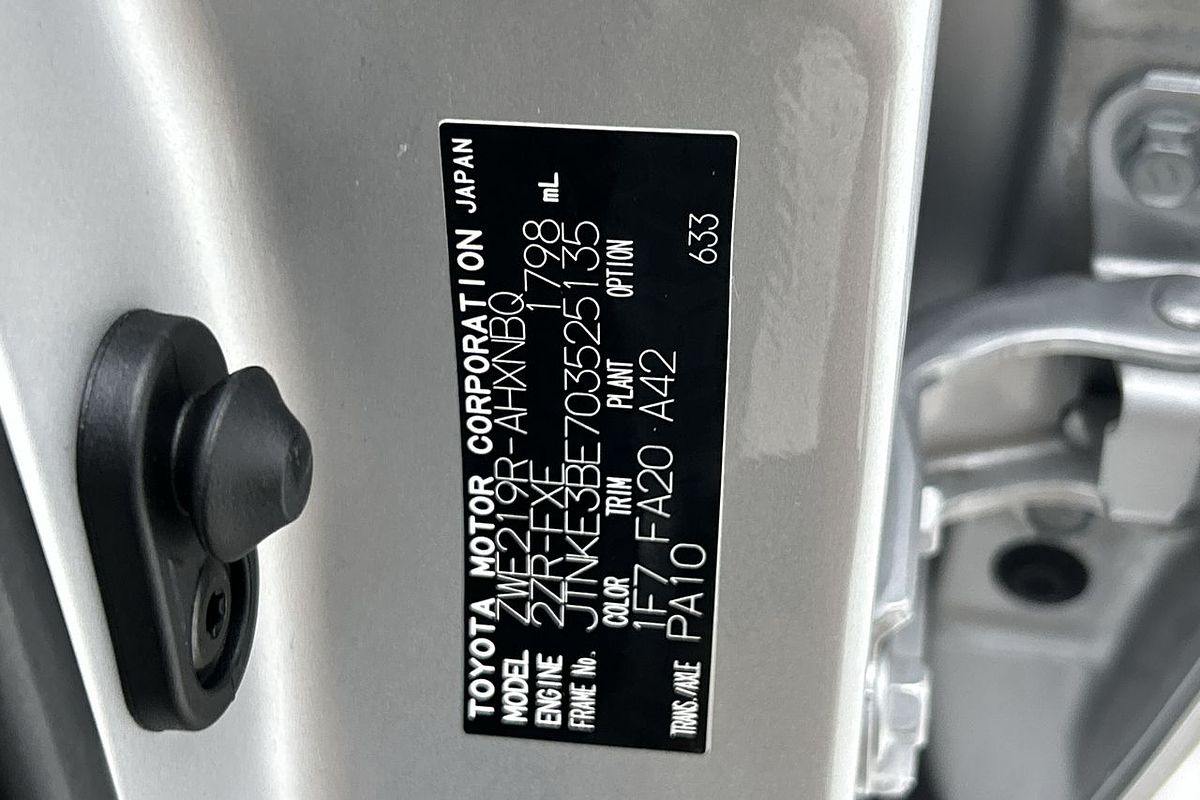 TOYOTA MOTOR CORPORATION JAPAN
MODEL ZWE219R-AHXNBQ
ENGINE 2ZR-FXE 1798 mL
FRAME No. JTNKE3BE703525135
COLOR TRIM PLANT OPTION
1F7 FA20 · A42
TRANS./AXLE PA10 633